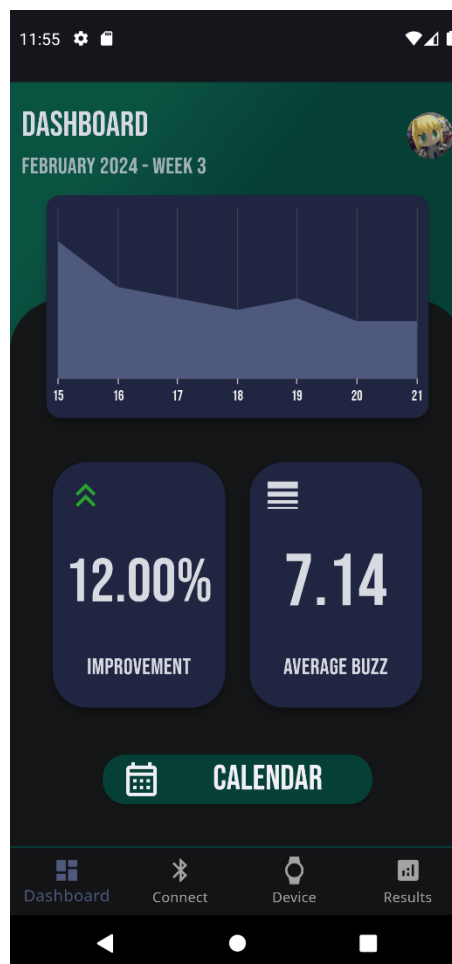 11:55
DASHBOARD
FEBRUARY 2024 - WEEK 3
15 16 17 18 19 20 21
12.00% 7.14
IMPROVEMENT AVERAGE BUZZ
CALENDAR
Dashboard Connect Device Results